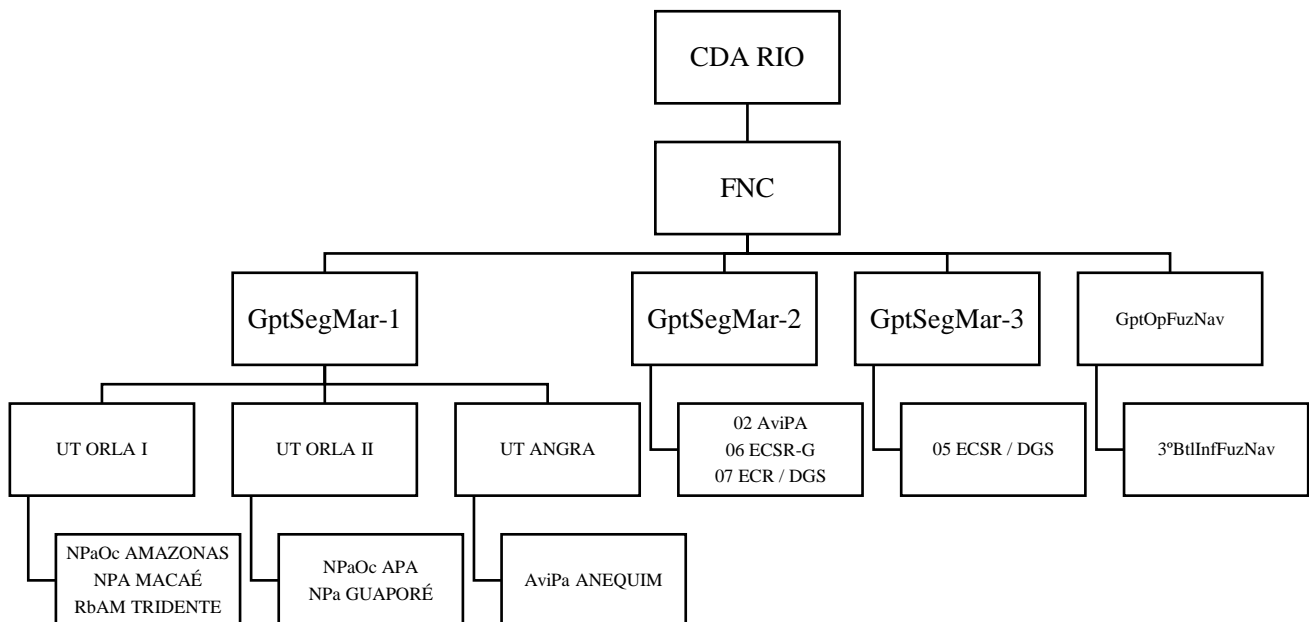 CDA RIO
FNC
GptSegMar-1
GptSegMar-2
GptSegMar-3
GptOpFuzNav
UT ORLA I
UT ORLA II
UT ANGRA
02 AviPA
06 ECSR-G
07 ECR / DGS
05 ECSR / DGS
3ºBtlInfFuzNav
NPaOc AMAZONAS
NPA MACAÉ
RbAM TRIDENTE
NPaOc APA
NPa GUAPORÉ
AviPa ANEQUIM